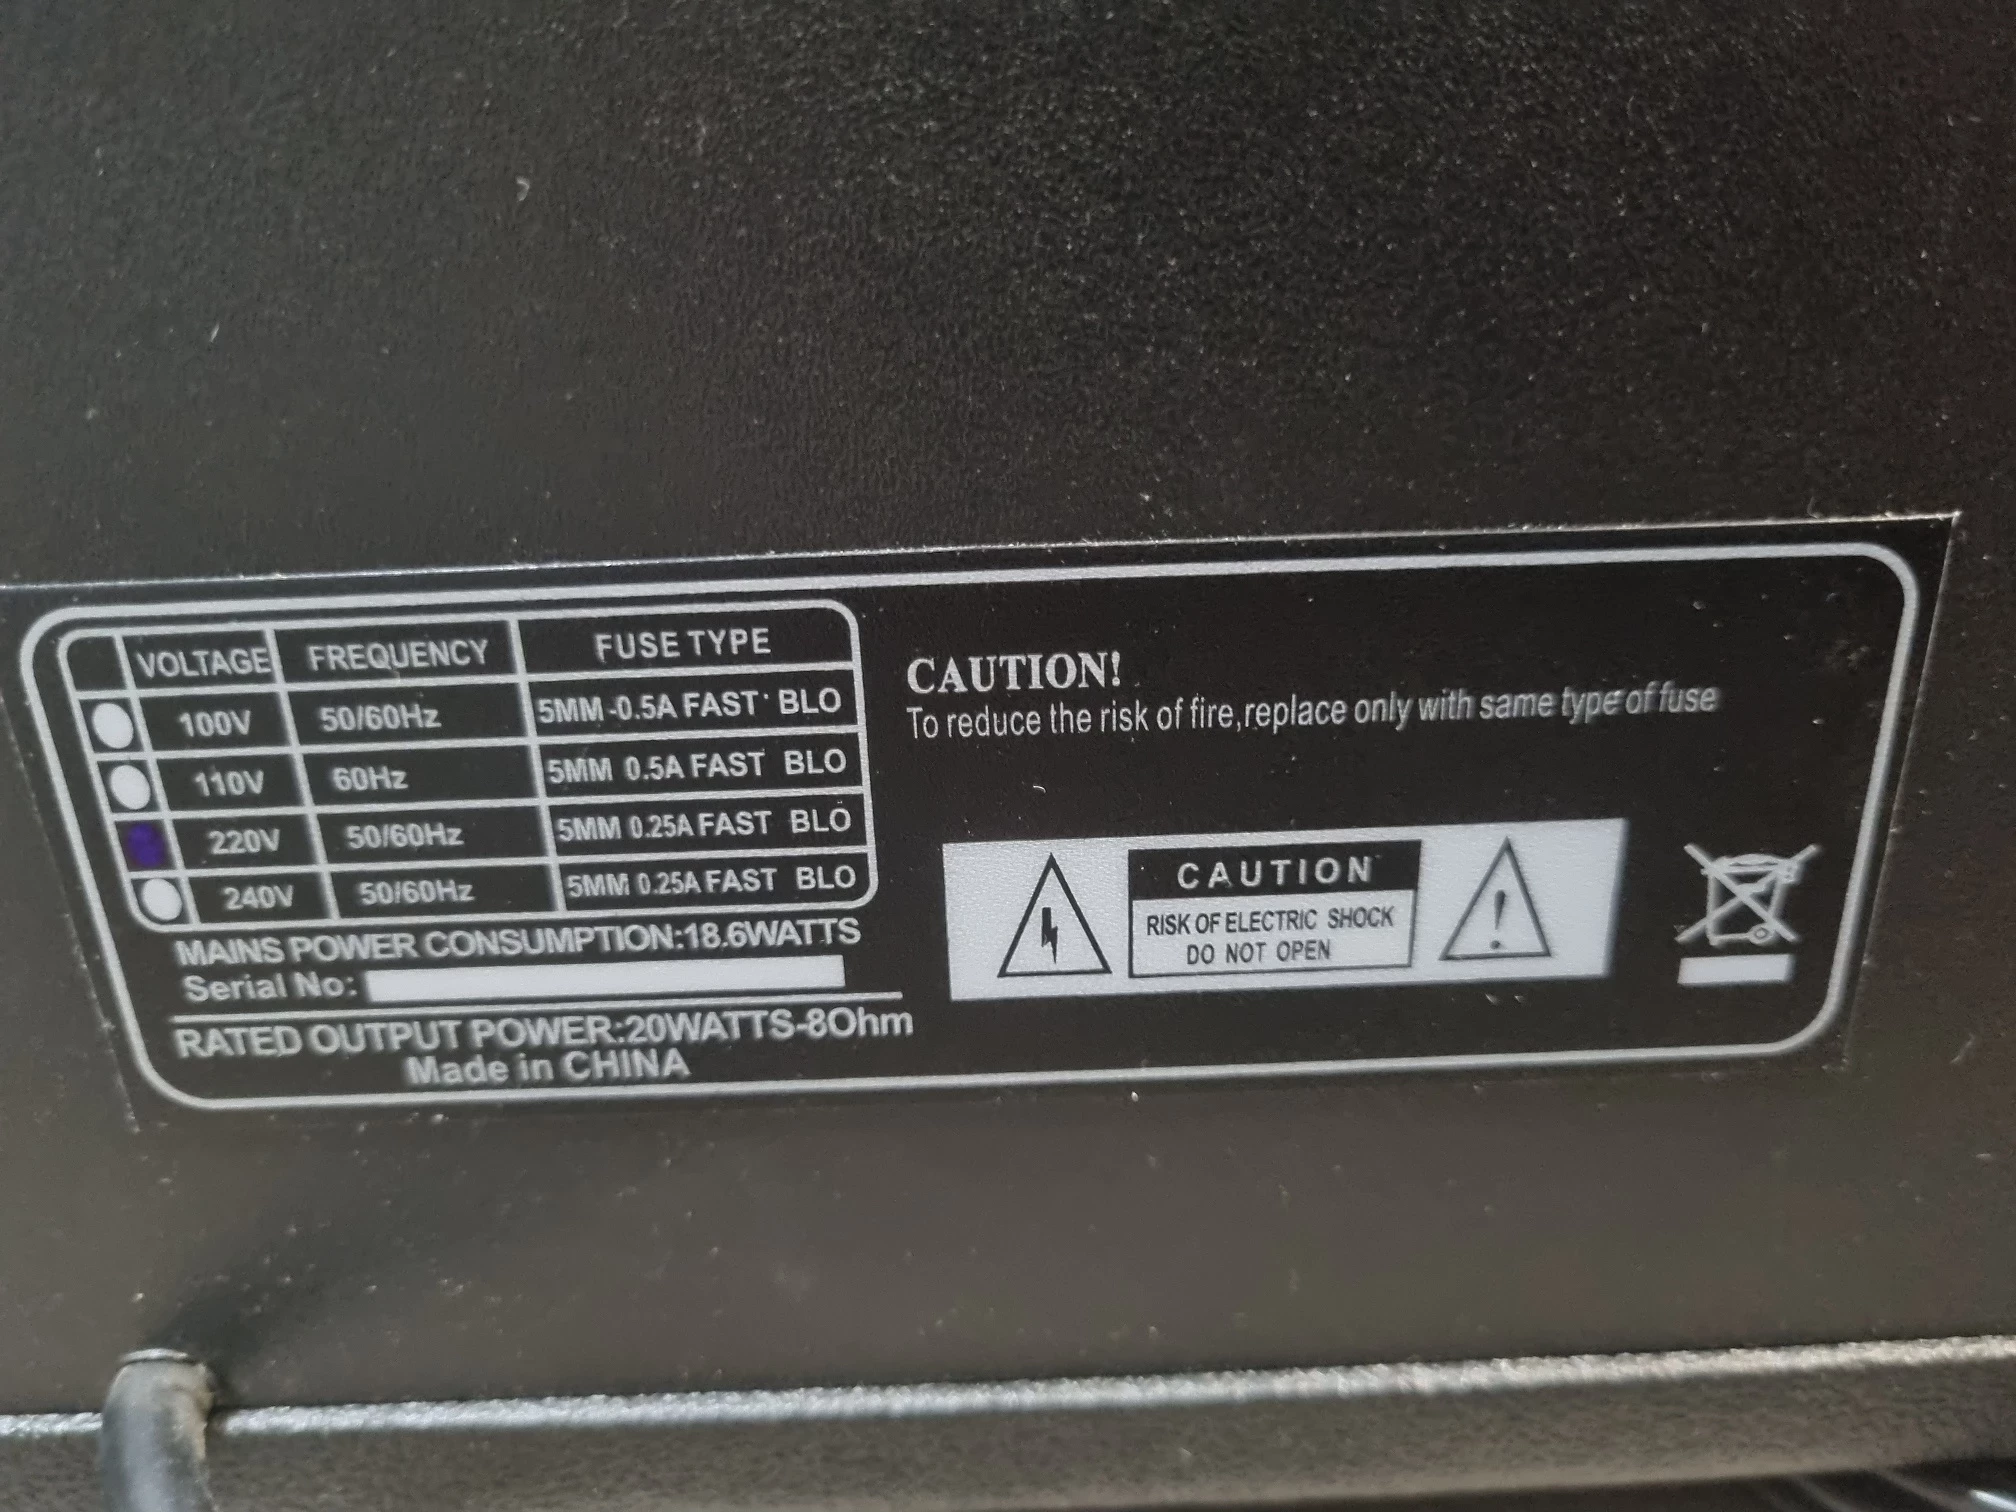 VOLTAGE FREQUENCY FUSE TYPE
100V 50/60Hz 5MM-0.5A FAST BLO
110V 60Hz 5MM 0.5A FAST BLO
220V 50/60Hz 5MM 0.25A FAST BLO
240V 50/60Hz 5MM 0.25A FAST BLO
MAINS POWER CONSUMPTION:18.6WATTS
Serial No:
RATED OUTPUT POWER:20WATTS-8Ohm
Made in CHINA
CAUTION!
To reduce the risk of fire,replace only with same type of fuse
CAUTION
RISK OF ELECTRIC SHOCK
DO NOT OPEN